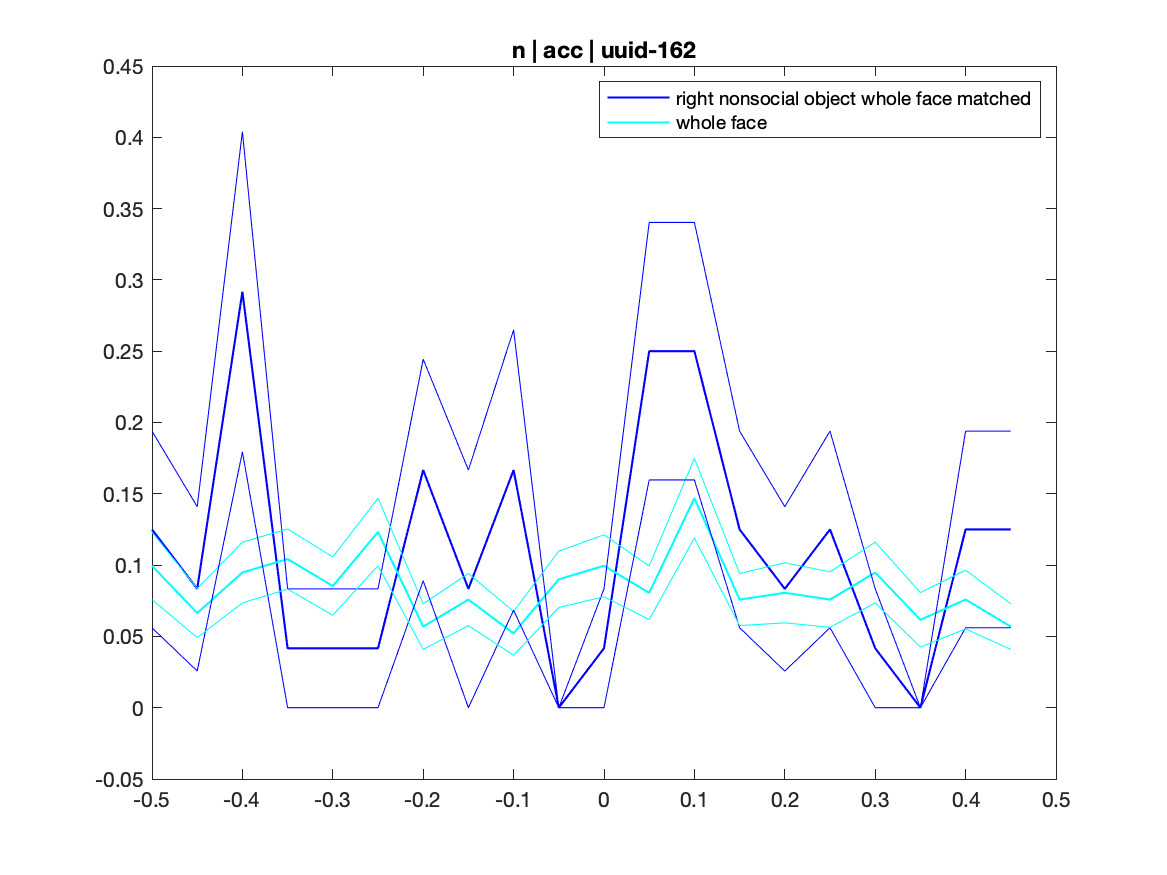 n | acc | uuid-162
right nonsocial object whole face matched
whole face
0.45
0.4
0.35
0.3
0.25
0.2
0.15
0.1
0.05
0
-0.05
-0.5 -0.4 -0.3 -0.2 -0.1 0 0.1 0.2 0.3 0.4 0.5